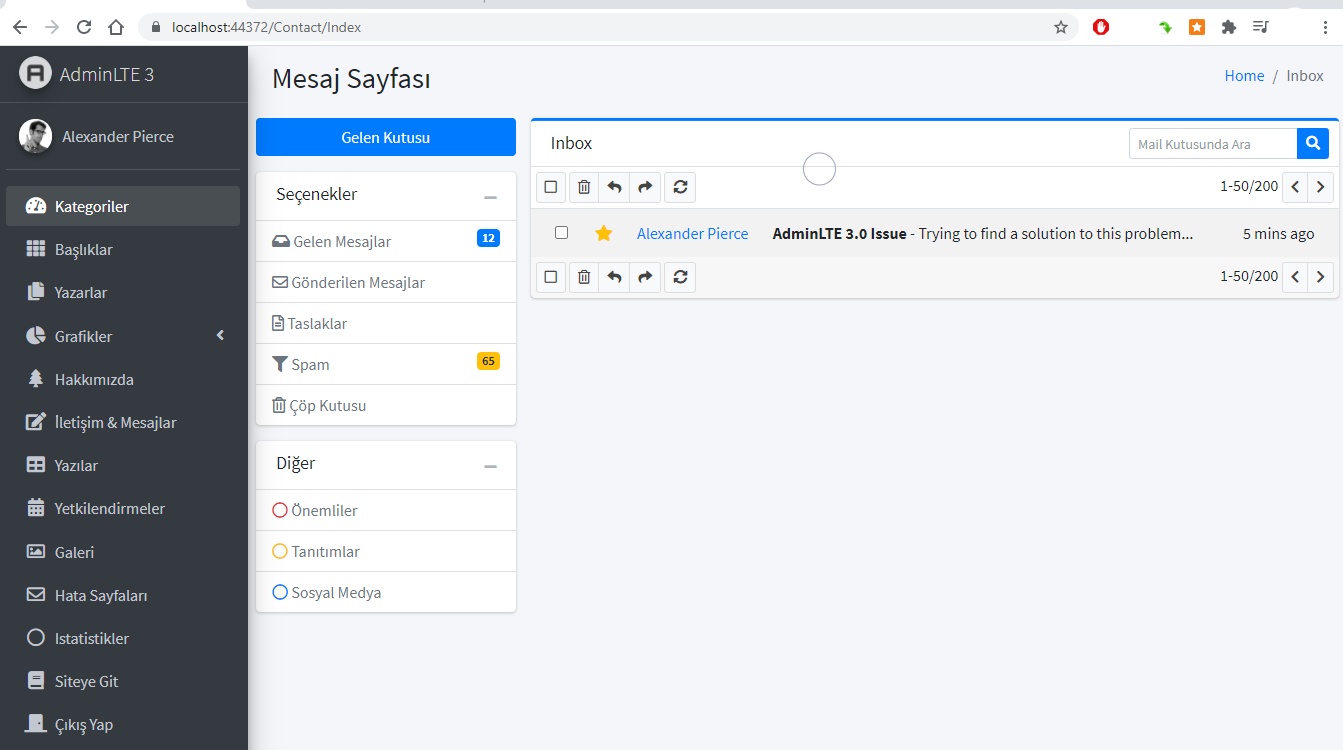 localhost:44372/Contact/Index
AdminLTE 3
Alexander Pierce
Kategoriler
Başlıklar
Yazarlar
Grafikler
Hakkımızda
İletişim & Mesajlar
Yazılar
Yetkilendirmeler
Galeri
Hata Sayfaları
Istatistikler
Siteye Git
Çıkış Yap
Mesaj Sayfası
Home / Inbox
Gelen Kutusu
Seçenekler
Gelen Mesajlar 12
Gönderilen Mesajlar
Taslaklar
Spam 65
Çöp Kutusu
Diğer
Önemliler
Tanıtımlar
Sosyal Medya
Inbox
Mail Kutusunda Ara
1-50/200
Alexander Pierce AdminLTE 3.0 Issue - Trying to find a solution to this problem... 5 mins ago
1-50/200